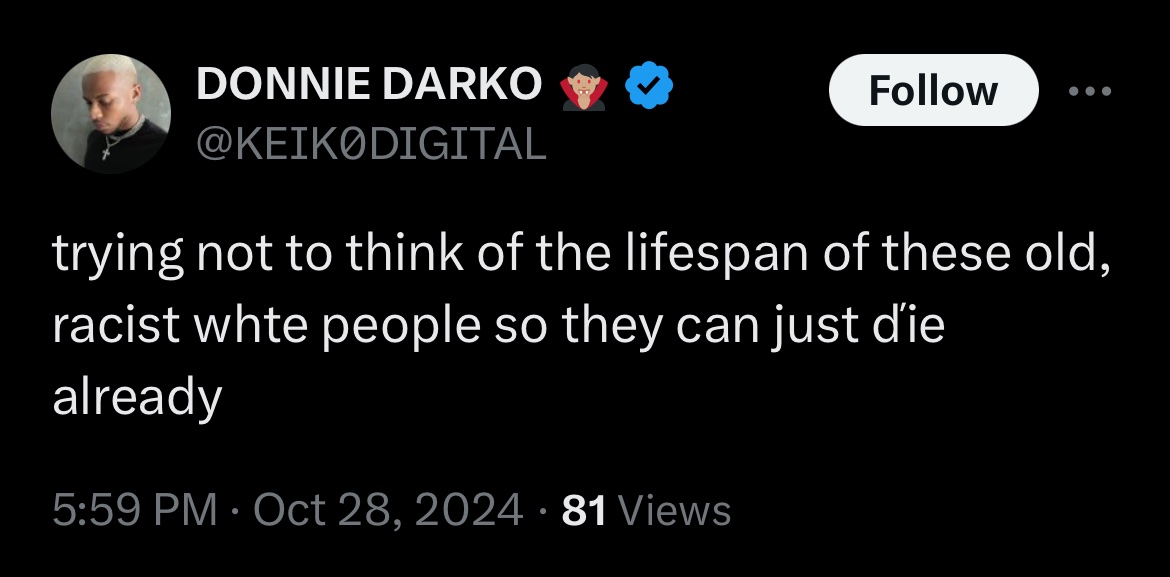 DONNIE DARKO 🧛🏼‍♂️
@KEIK0DIGITAL
Follow
trying not to think of the lifespan of these old,
racist whte people so they can just ďie
already
5:59 PM · Oct 28, 2024 · 81 Views